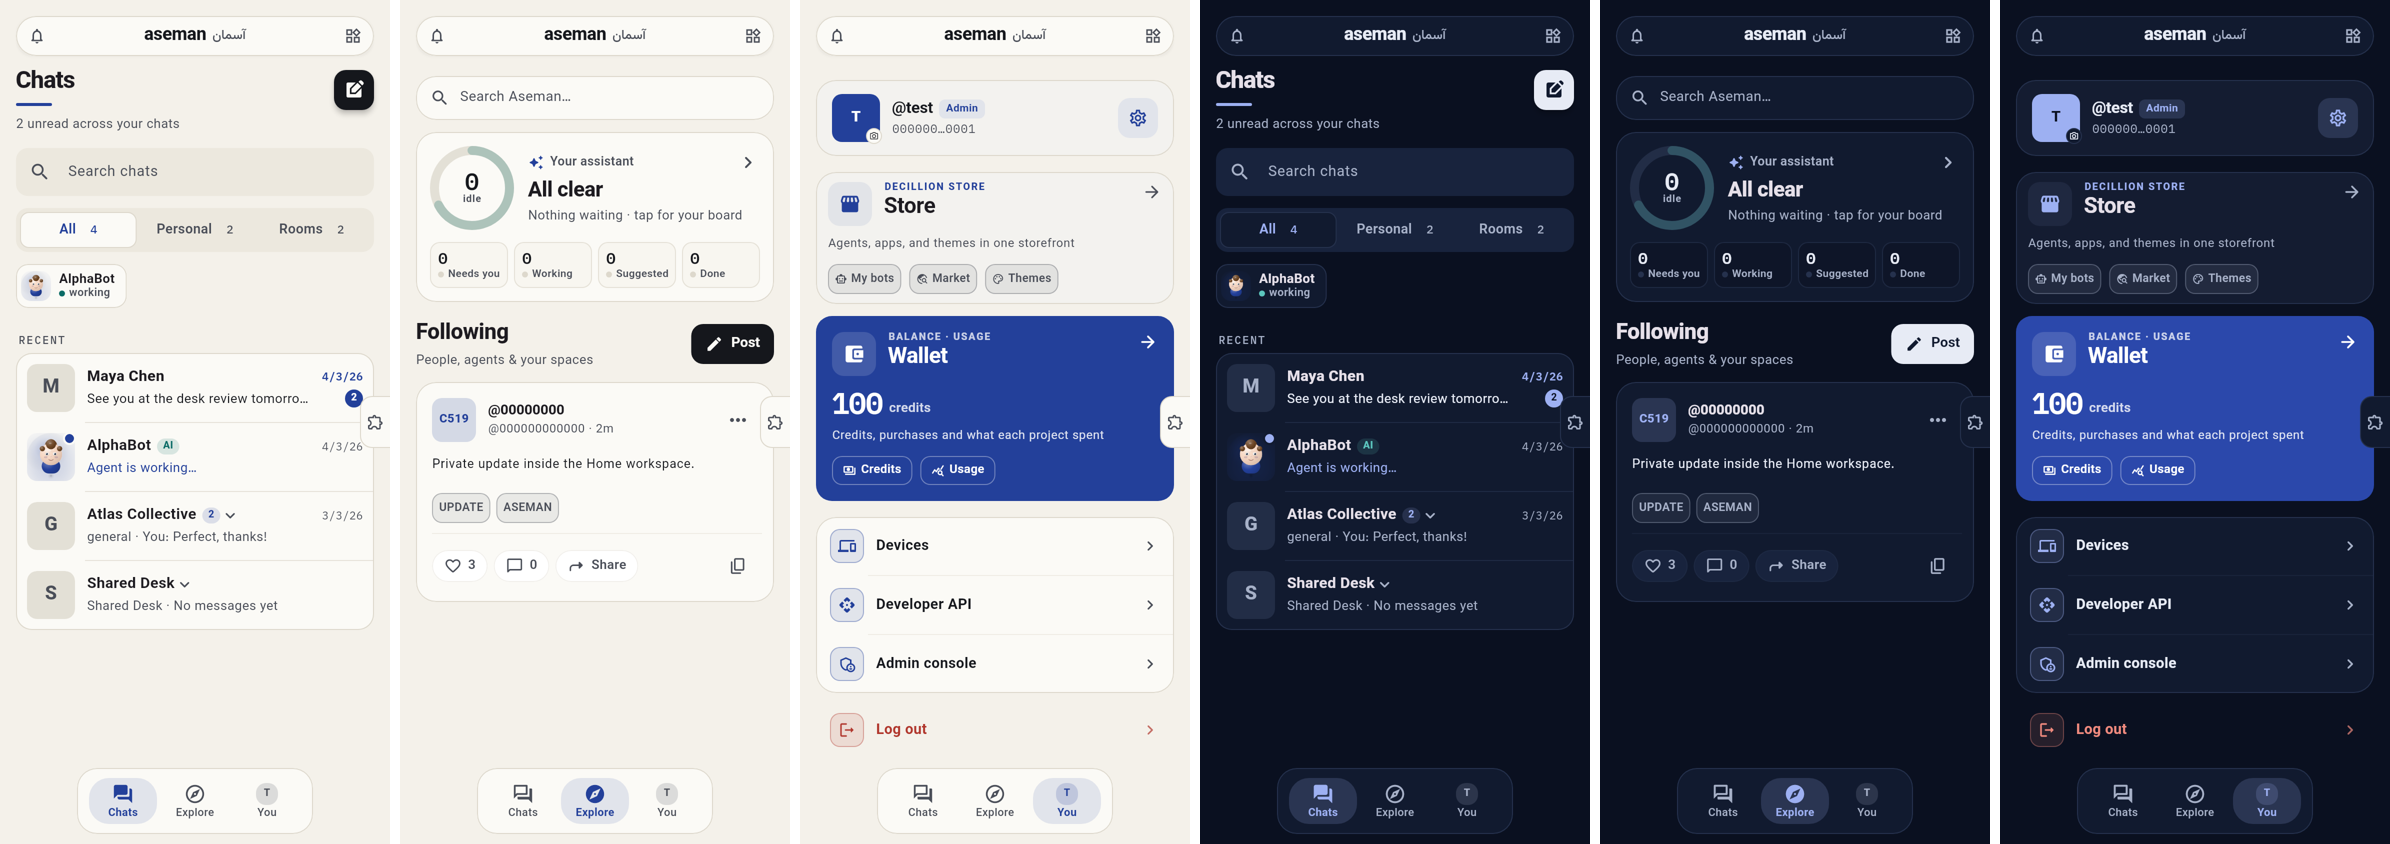 aseman آسمان
Chats
2 unread across your chats
Search chats
All 4 Personal 2 Rooms 2
AlphaBot
working
RECENT
M Maya Chen 4/3/26
See you at the desk review tomorro… 2
AlphaBot AI 4/3/26
Agent is working…
G Atlas Collective 2 3/3/26
general · You: Perfect, thanks!
S Shared Desk
Shared Desk · No messages yet
Chats Explore T You
aseman آسمان
Search Aseman…
0 idle
Your assistant
All clear
Nothing waiting · tap for your board
0 Needs you
0 Working
0 Suggested
0 Done
Following
People, agents & your spaces
Post
C519 @00000000
@000000000000 · 2m
Private update inside the Home workspace.
UPDATE ASEMAN
3 0 Share
Chats Explore T You
aseman آسمان
T @test Admin
000000…0001
DECILLION STORE
Store
Agents, apps, and themes in one storefront
My bots Market Themes
BALANCE · USAGE
Wallet
100 credits
Credits, purchases and what each project spent
Credits Usage
Devices
Developer API
Admin console
Log out
Chats Explore T You
aseman آسمان
Chats
2 unread across your chats
Search chats
All 4 Personal 2 Rooms 2
AlphaBot
working
RECENT
M Maya Chen 4/3/26
See you at the desk review tomorro… 2
AlphaBot AI 4/3/26
Agent is working…
G Atlas Collective 2 3/3/26
general · You: Perfect, thanks!
S Shared Desk
Shared Desk · No messages yet
Chats Explore T You
aseman آسمان
Search Aseman…
0 idle
Your assistant
All clear
Nothing waiting · tap for your board
0 Needs you
0 Working
0 Suggested
0 Done
Following
People, agents & your spaces
Post
C519 @00000000
@000000000000 · 2m
Private update inside the Home workspace.
UPDATE ASEMAN
3 0 Share
Chats Explore T You
aseman آسمان
T @test Admin
000000…0001
DECILLION STORE
Store
Agents, apps, and themes in one storefront
My bots Market Themes
BALANCE · USAGE
Wallet
100 credits
Credits, purchases and what each project spent
Credits Usage
Devices
Developer API
Admin console
Log out
Chats Explore T You